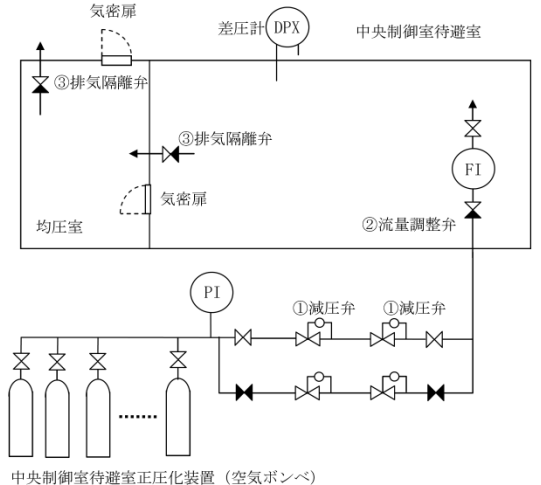 気密扉
差圧計
DPX
中央制御室待避室
③排気隔離弁
③排気隔離弁
FI
気密扉
均圧室
②流量調整弁
PI
①減圧弁
①減圧弁
中央制御室待避室正圧化装置（空気ボンベ）